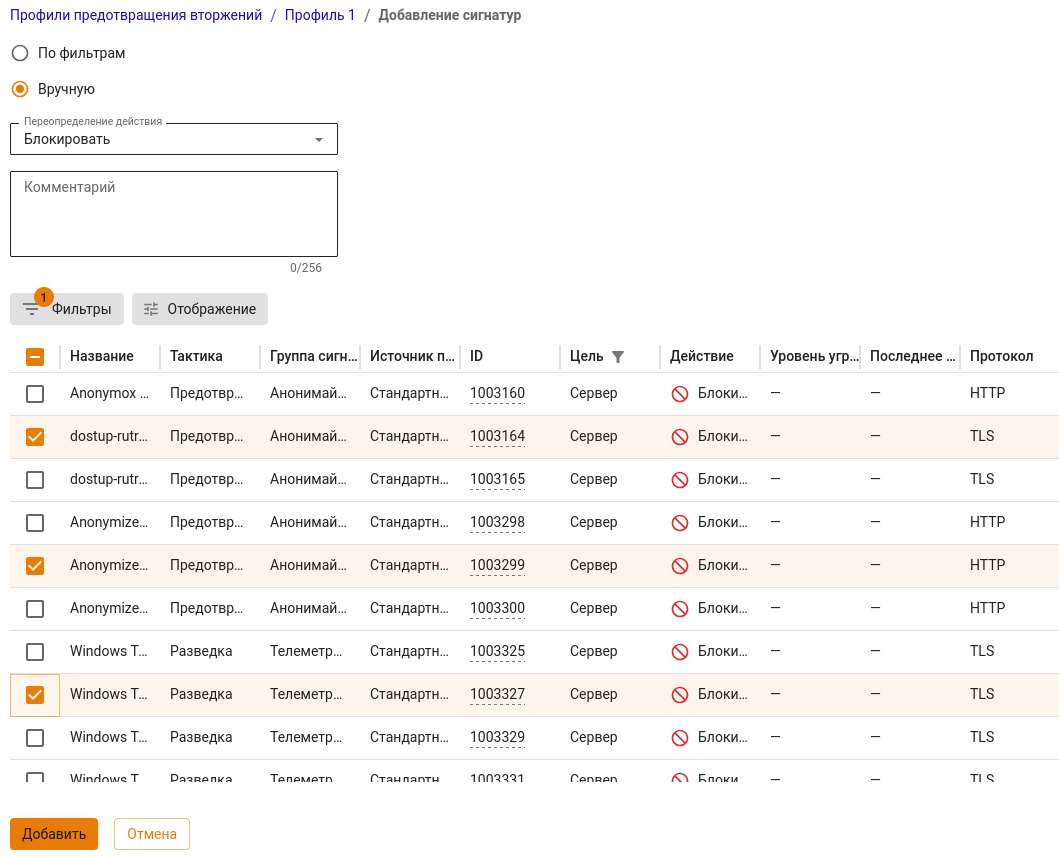 Профили предотвращения вторжений / Профиль 1 / Добавление сигнатур
По фильтрам
Вручную
Переопределение действия
Блокировать
Комментарий
0/256
1
Фильтры Отображение
Название Тактика Группа сигн... Источник п... ID Цель Действие Уровень угр... Последнее ... Протокол
Anonymox ... Предотвр... Анонимай... Стандартн... 1003160 Сервер Блоки... — — HTTP
dostup-rutr... Предотвр... Анонимай... Стандартн... 1003164 Сервер Блоки... — — TLS
dostup-rutr... Предотвр... Анонимай... Стандартн... 1003165 Сервер Блоки... — — TLS
Anonymize... Предотвр... Анонимай... Стандартн... 1003298 Сервер Блоки... — — HTTP
Anonymize... Предотвр... Анонимай... Стандартн... 1003299 Сервер Блоки... — — HTTP
Anonymize... Предотвр... Анонимай... Стандартн... 1003300 Сервер Блоки... — — HTTP
Windows T... Разведка Телеметр... Стандартн... 1003325 Сервер Блоки... — — TLS
Windows T... Разведка Телеметр... Стандартн... 1003327 Сервер Блоки... — — TLS
Windows T... Разведка Телеметр... Стандартн... 1003329 Сервер Блоки... — — TLS
Windows T... Разведка Телеметр... Стандартн... 1003331 Сервер Блоки... — — TLS
Добавить Отмена